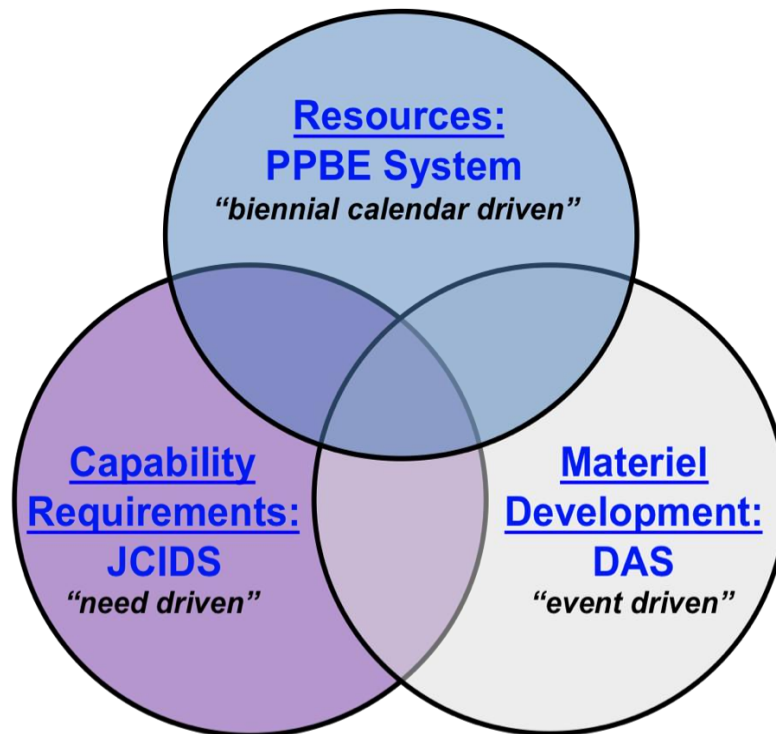 Resources:
PPBE System
“biennial calendar driven”
Capability
Requirements:
JCIDS
“need driven”
Materiel
Development:
DAS
“event driven”